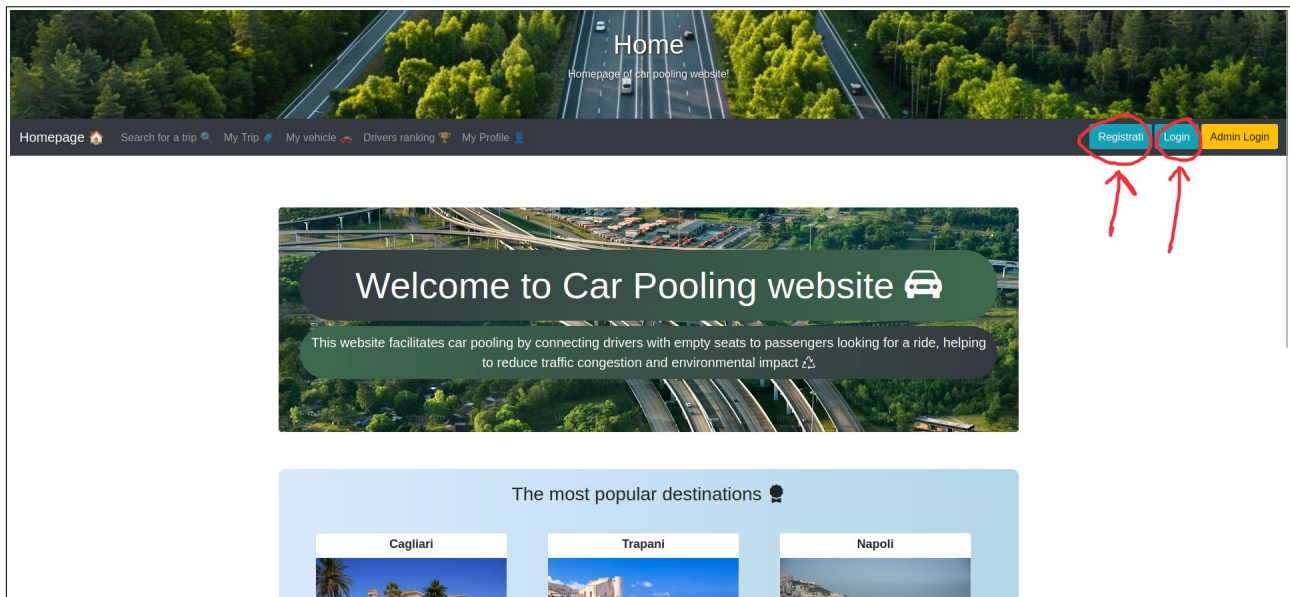 Home
Homepage of car pooling website!
Homepage 🏠 Search for a trip 🔍 My Trip 🧳 My vehicle 🚗 Drivers ranking 🏆 My Profile 👤 Registrati Login Admin Login
Welcome to Car Pooling website
This website facilitates car pooling by connecting drivers with empty seats to passengers looking for a ride, helping
to reduce traffic congestion and environmental impact
The most popular destinations
Cagliari Trapani Napoli